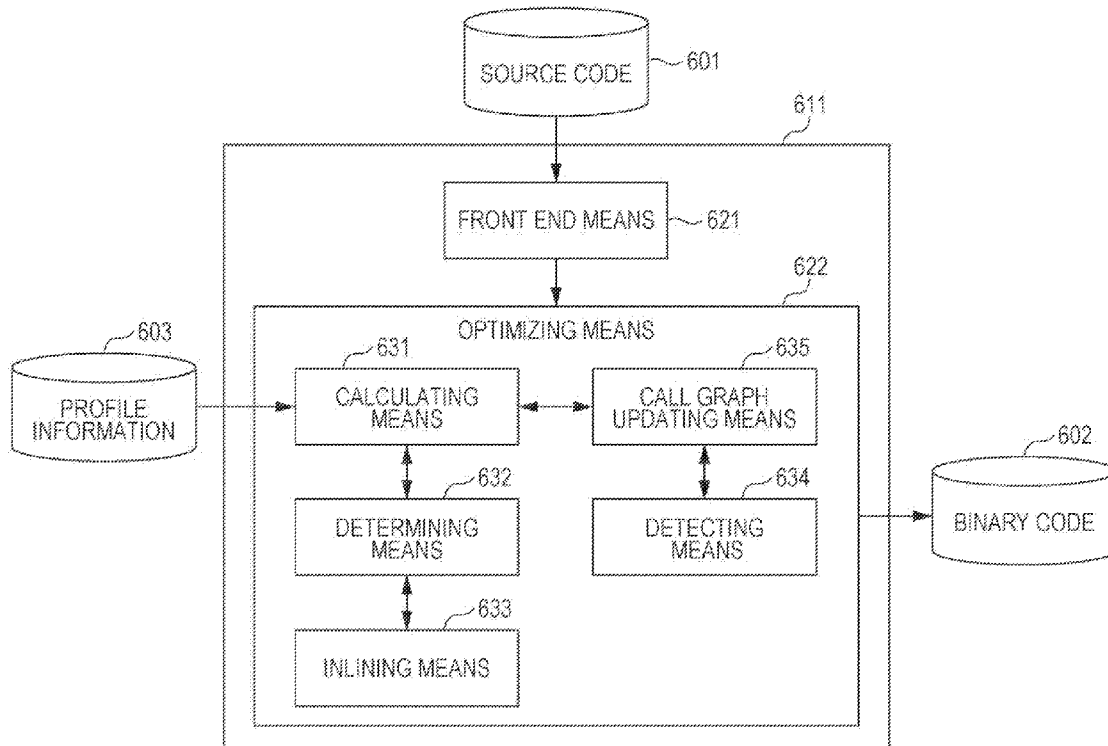 SOURCE CODE
601
611
FRONT END MEANS
621
622
OPTIMIZING MEANS
603
PROFILE
INFORMATION
631
CALCULATING
MEANS
635
CALL GRAPH
UPDATING MEANS
632
DETERMINING
MEANS
634
DETECTING
MEANS
602
BINARY CODE
633
INLINING MEANS